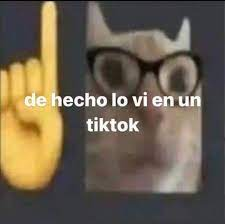 de hecho lo vi en un
tiktok